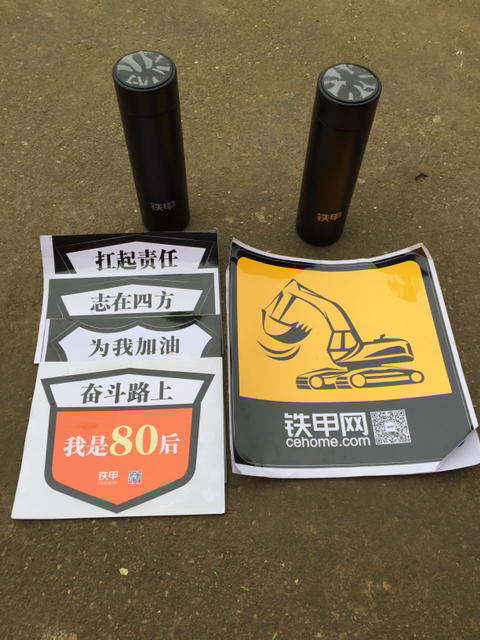 铁甲
铁甲
扛起责任
志在四方
为我加油
奋斗路上
我是80后
铁甲
铁甲网
cehome.com